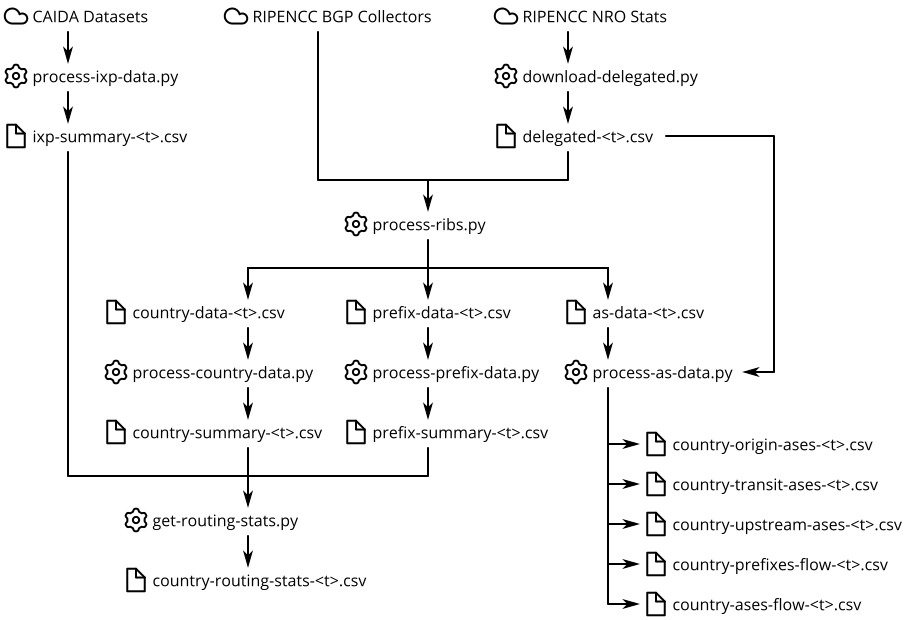 CAIDA Datasets
RIPENCC BGP Collectors
RIPENCC NRO Stats
process-ixp-data.py
download-delegated.py
ixp-summary-<t>.csv
delegated-<t>.csv
process-ribs.py
country-data-<t>.csv
prefix-data-<t>.csv
as-data-<t>.csv
process-country-data.py
process-prefix-data.py
process-as-data.py
country-summary-<t>.csv
prefix-summary-<t>.csv
country-origin-ases-<t>.csv
country-transit-ases-<t>.csv
get-routing-stats.py
country-upstream-ases-<t>.csv
country-prefixes-flow-<t>.csv
country-routing-stats-<t>.csv
country-ases-flow-<t>.csv